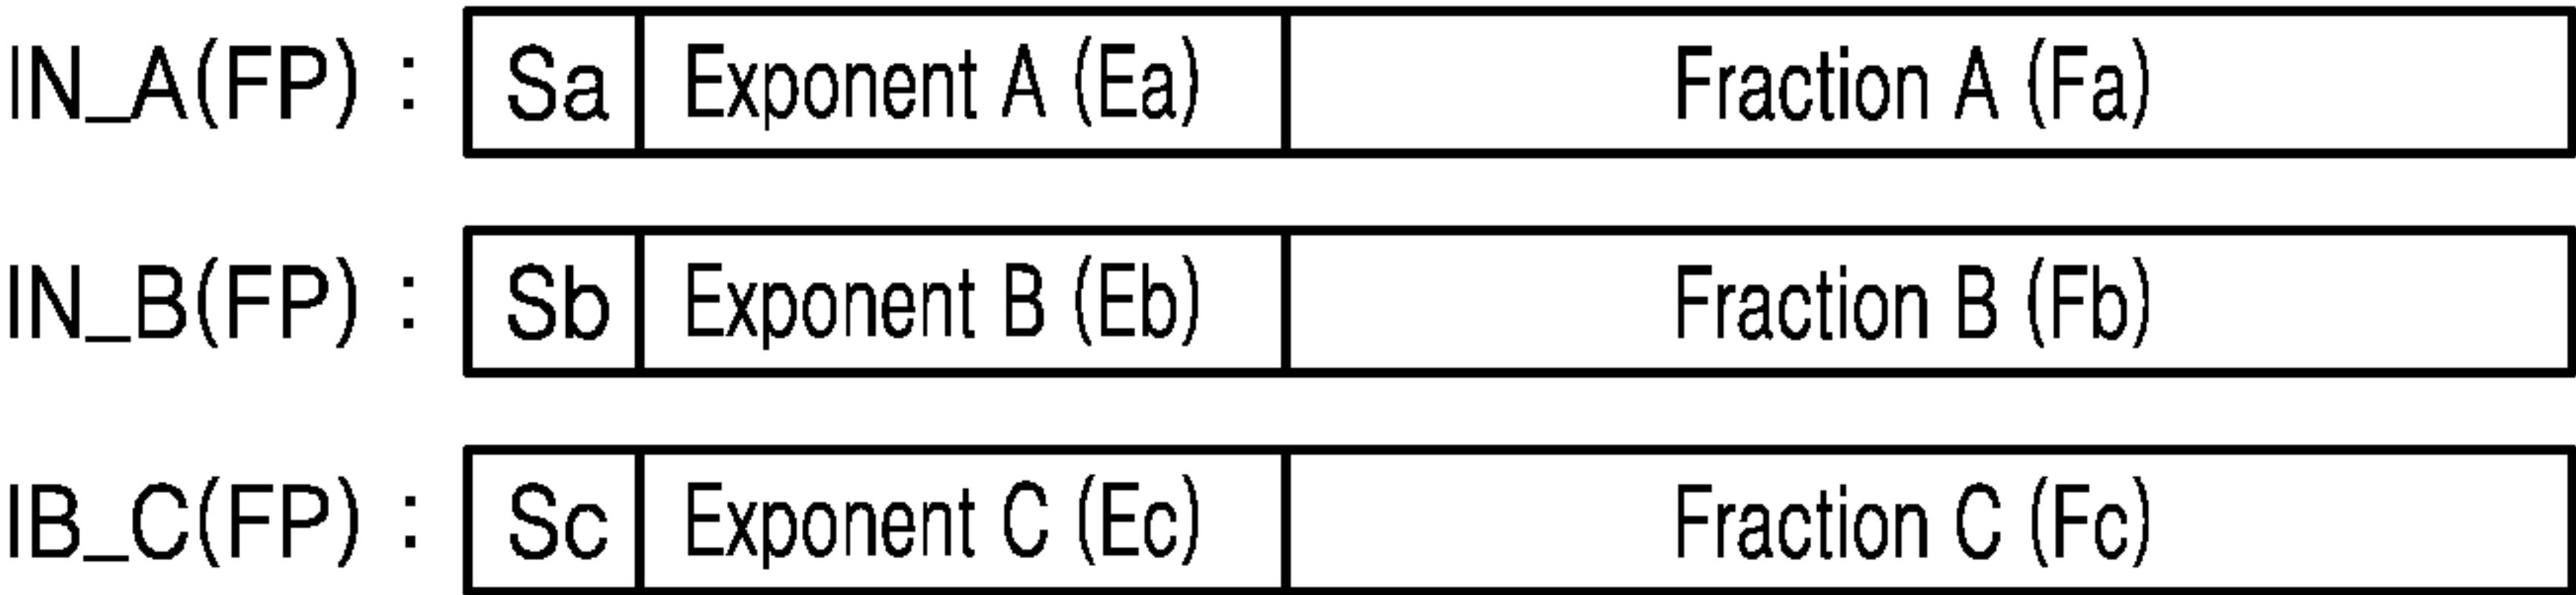 IN_A(FP) : Sa Exponent A (Ea) Fraction A (Fa)
IN_B(FP) : Sb Exponent B (Eb) Fraction B (Fb)
IB_C(FP) : Sc Exponent C (Ec) Fraction C (Fc)